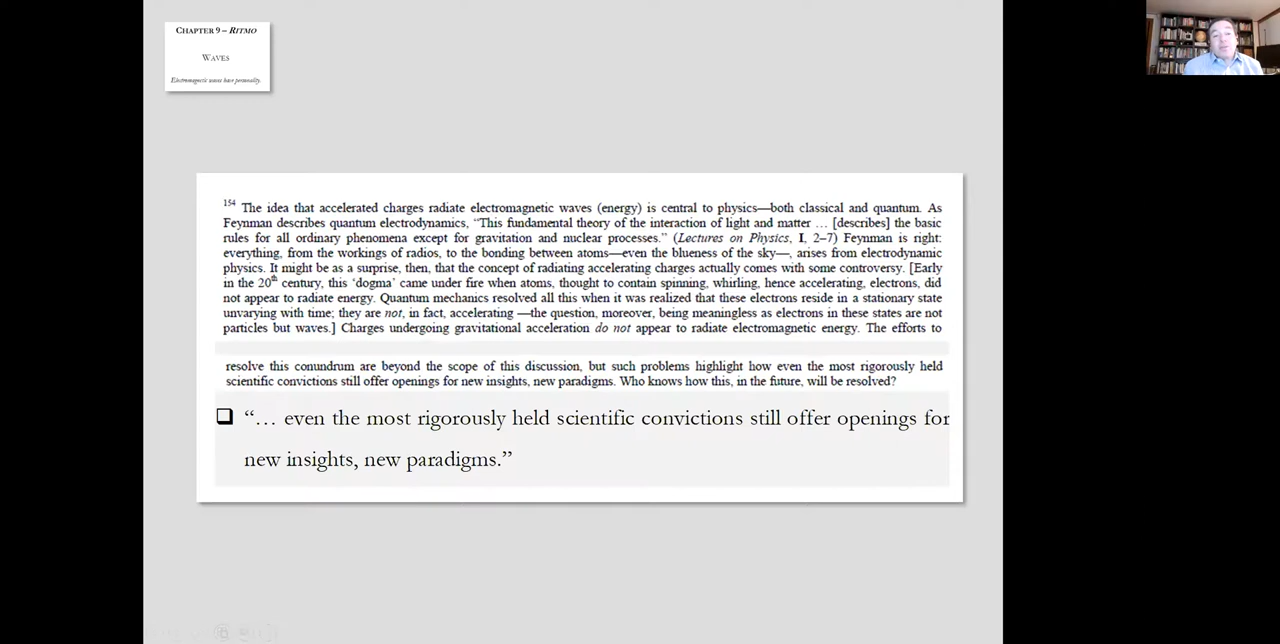 CHAPTER 9 – RITMO
WAVES
Electromagnetic waves have personality.
154 The idea that accelerated charges radiate electromagnetic waves (energy) is central to physics—both classical and quantum. As
Feynman describes quantum electrodynamics, “This fundamental theory of the interaction of light and matter … [describes] the basic
rules for all ordinary phenomena except for gravitation and nuclear processes.” (Lectures on Physics, I, 2–7) Feynman is right:
everything, from the workings of radios, to the bonding between atoms—even the blueness of the sky—, arises from electrodynamic
physics. It might be as a surprise, then, that the concept of radiating accelerating charges actually comes with some controversy. [Early
in the 20th century, this ‘dogma’ came under fire when atoms, thought to contain spinning, whirling, hence accelerating, electrons, did
not appear to radiate energy. Quantum mechanics resolved all this when it was realized that these electrons reside in a stationary state
unvarying with time; they are not, in fact, accelerating —the question, moreover, being meaningless as electrons in these states are not
particles but waves.] Charges undergoing gravitational acceleration do not appear to radiate electromagnetic energy. The efforts to
resolve this conundrum are beyond the scope of this discussion, but such problems highlight how even the most rigorously held
scientific convictions still offer openings for new insights, new paradigms. Who knows how this, in the future, will be resolved?
“… even the most rigorously held scientific convictions still offer openings for
new insights, new paradigms.”